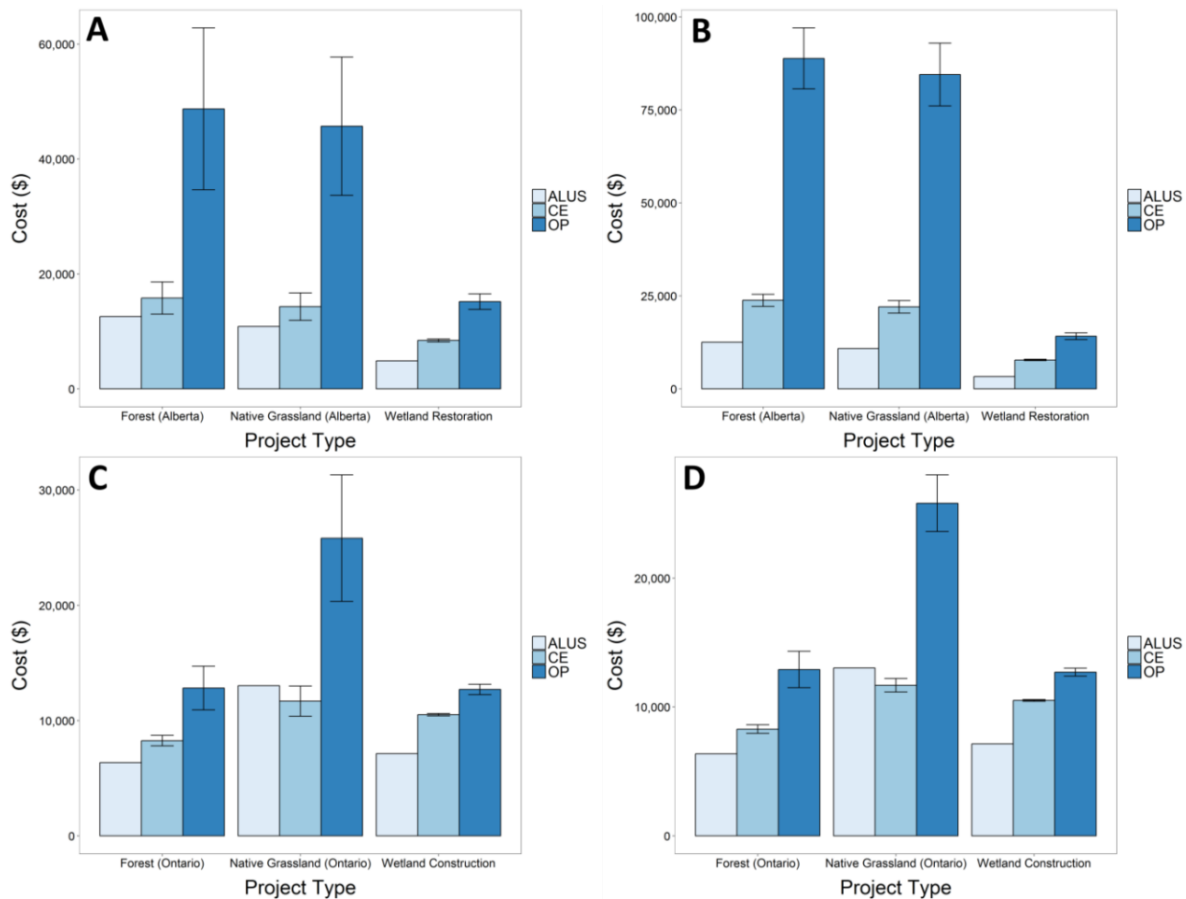 A
Cost ($)
60,000
40,000
20,000
0
Forest (Alberta) Native Grassland (Alberta) Wetland Restoration
Project Type
ALUS
CE
OP
B
Cost ($)
100,000
75,000
50,000
25,000
0
Forest (Alberta) Native Grassland (Alberta) Wetland Restoration
Project Type
ALUS
CE
OP
C
Cost ($)
30,000
20,000
10,000
0
Forest (Ontario) Native Grassland (Ontario) Wetland Construction
Project Type
ALUS
CE
OP
D
Cost ($)
20,000
10,000
0
Forest (Ontario) Native Grassland (Ontario) Wetland Construction
Project Type
ALUS
CE
OP